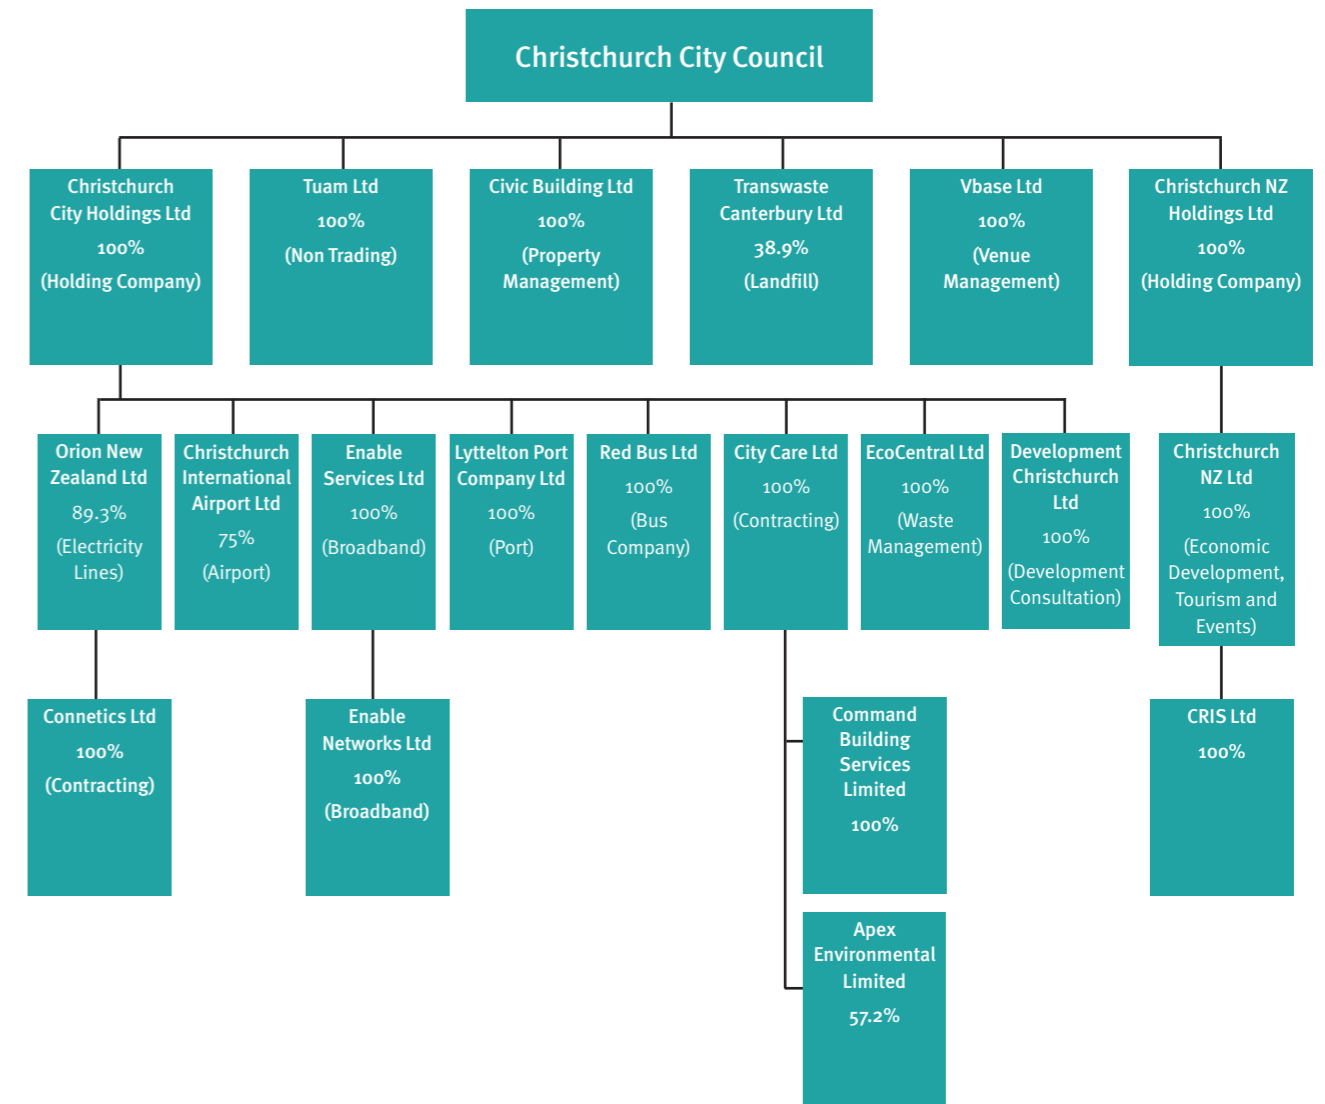 Christchurch City Council
Christchurch
City Holdings Ltd
100%
(Holding Company)
Tuam Ltd
100%
(Non Trading)
Civic Building Ltd
100%
(Property
Management)
Transwaste
Canterbury Ltd
38.9%
(Landfill)
Vbase Ltd
100%
(Venue
Management)
Christchurch NZ
Holdings Ltd
100%
(Holding Company)
Orion New
Zealand Ltd
89.3%
(Electricity
Lines)
Christchurch
International
Airport Ltd
75%
(Airport)
Enable
Services Ltd
100%
(Broadband)
Lyttelton Port
Company Ltd
100%
(Port)
Red Bus Ltd
100%
(Bus
Company)
City Care Ltd
100%
(Contracting)
EcoCentral Ltd
100%
(Waste
Management)
Development
Christchurch
Ltd
100%
(Development
Consultation)
Christchurch
NZ Ltd
100%
(Economic
Development,
Tourism and
Events)
Connetics Ltd
100%
(Contracting)
Enable
Networks Ltd
100%
(Broadband)
Command
Building
Services
Limited
100%
CRIS Ltd
100%
Apex
Environmental
Limited
57.2%